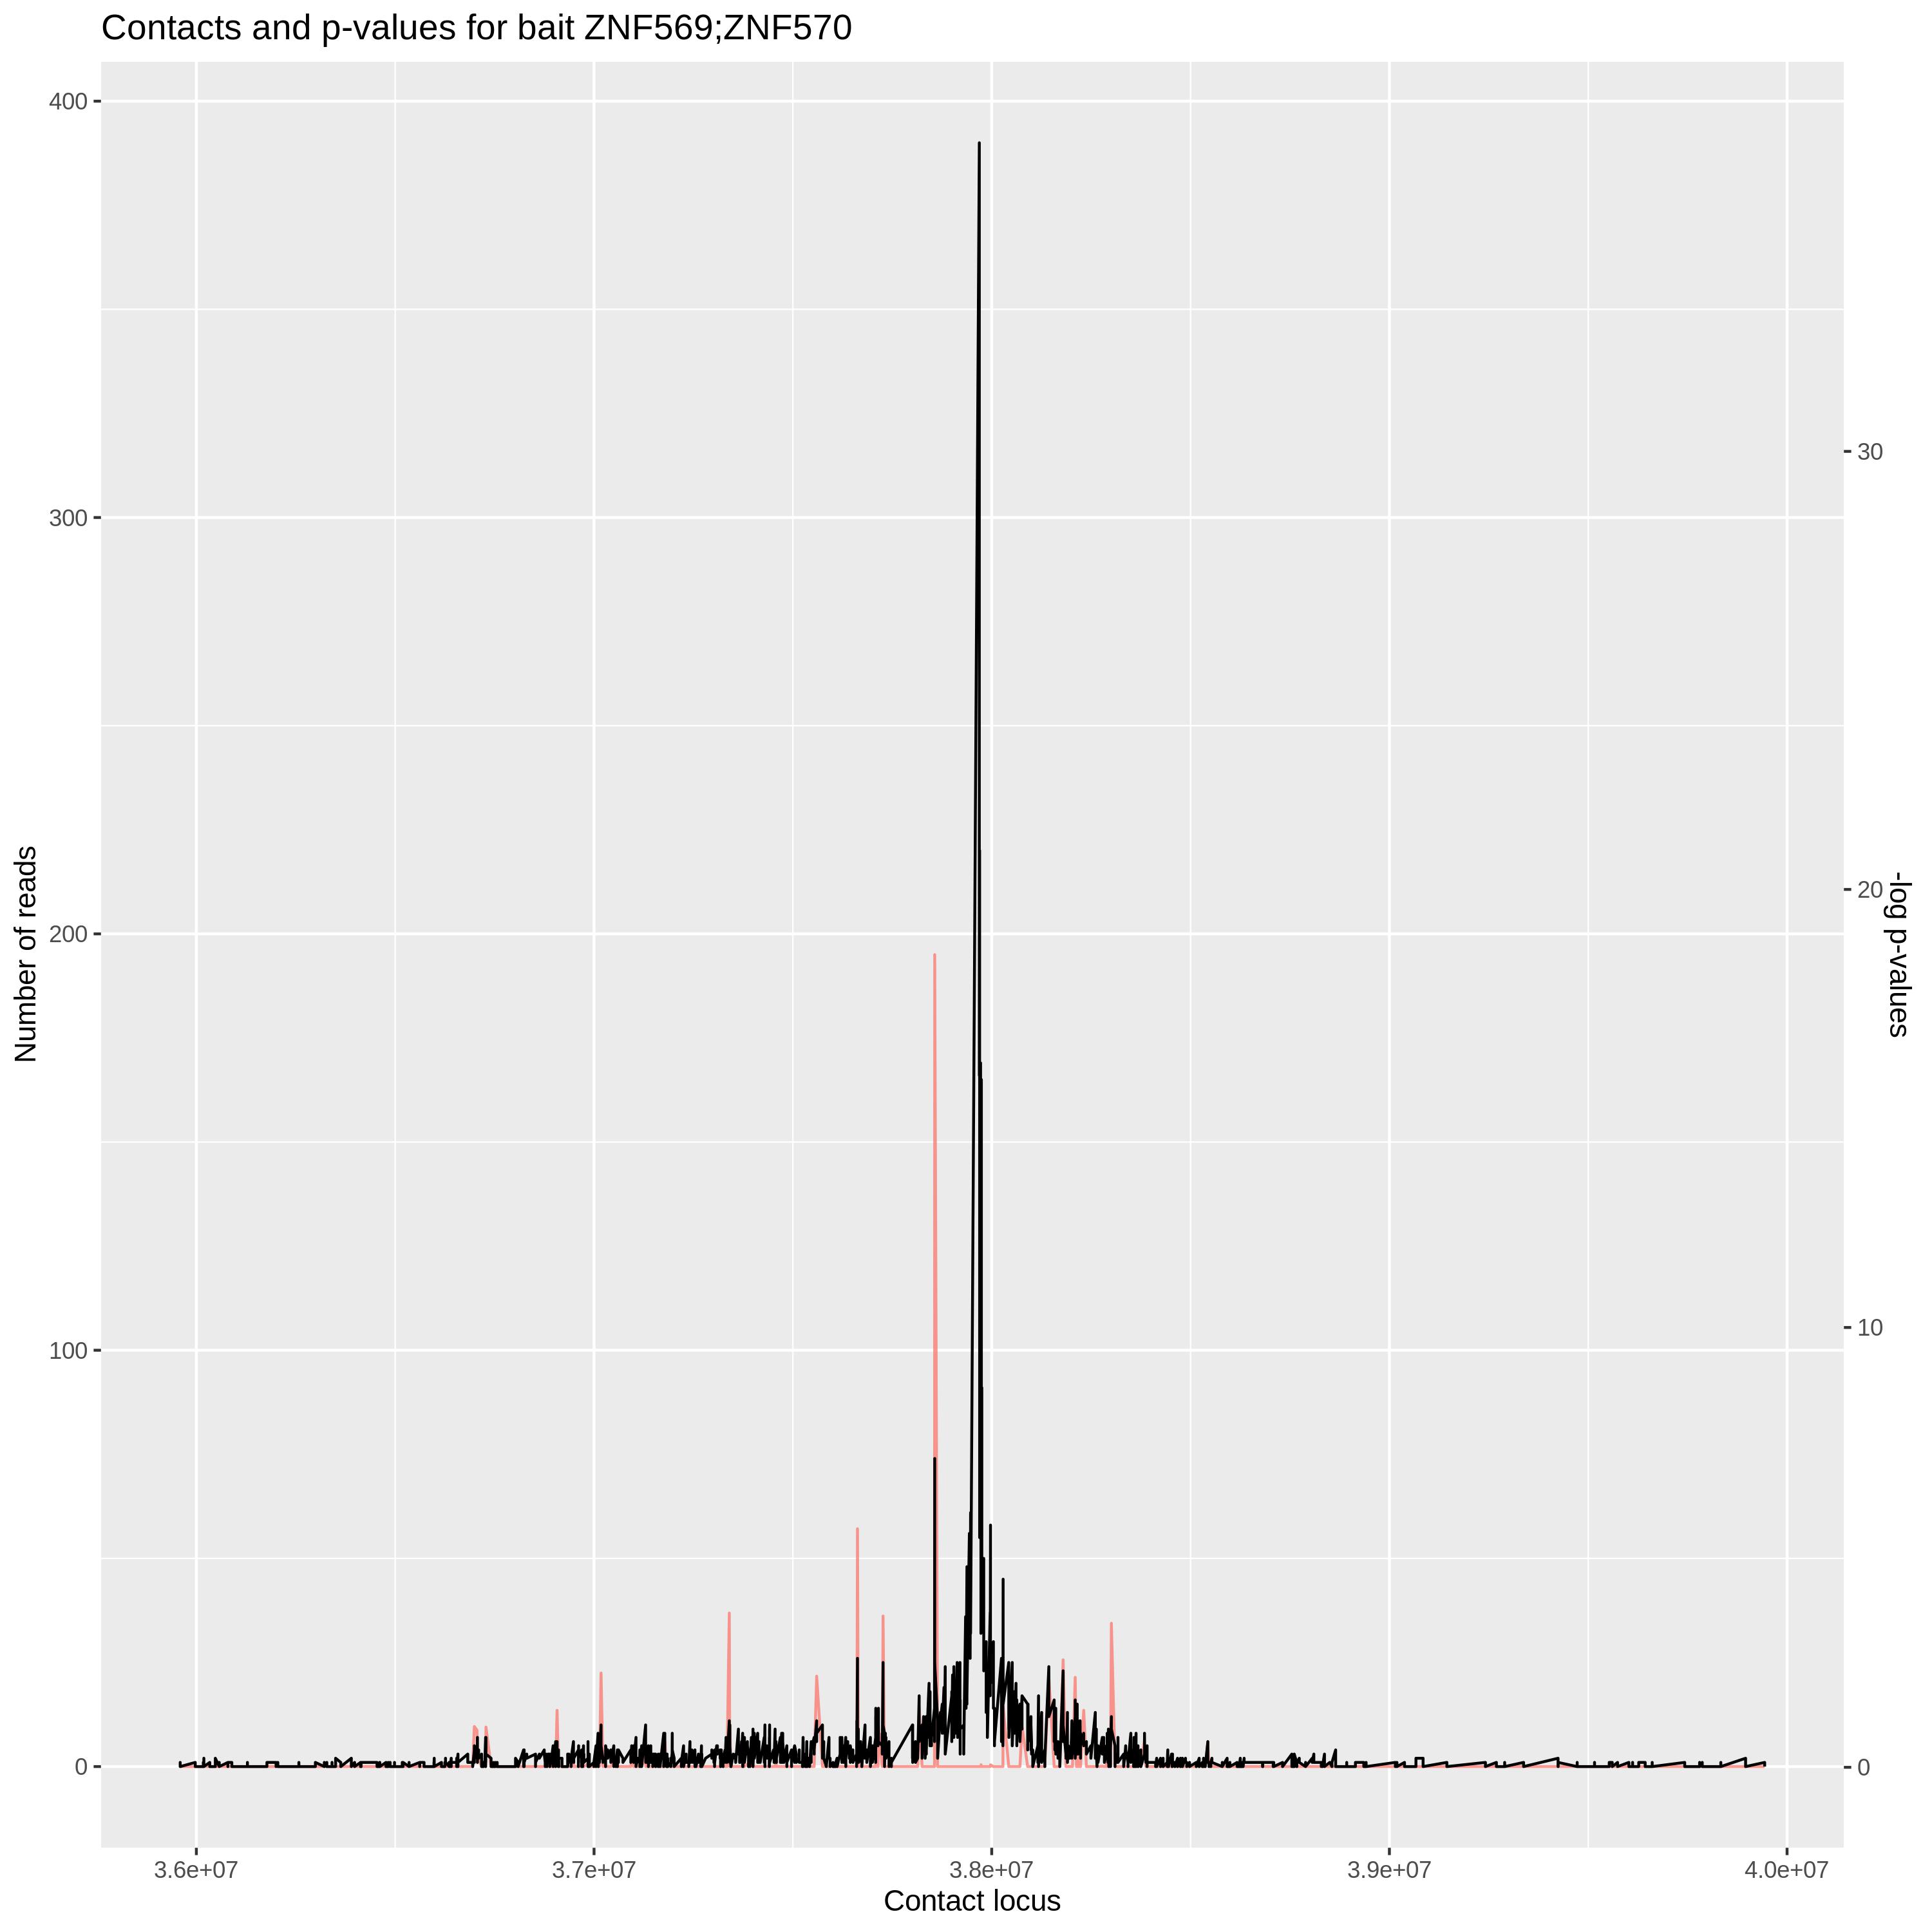 Contacts and p-values for bait ZNF569;ZNF570
400
300
200
100
0
Number of reads
30
20
10
0
-log p-values
3.6e+07
3.7e+07
3.8e+07
3.9e+07
4.0e+07
Contact locus